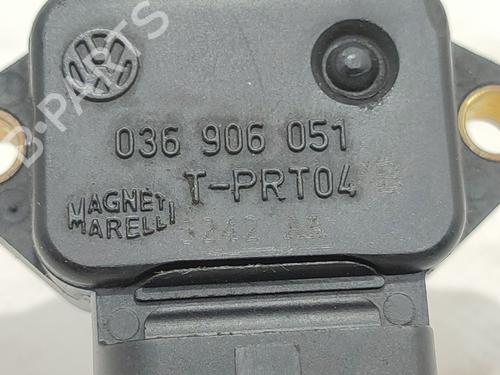 B-PARTS
036 906 051
T-PRT04
MAGNETI
MARELLI